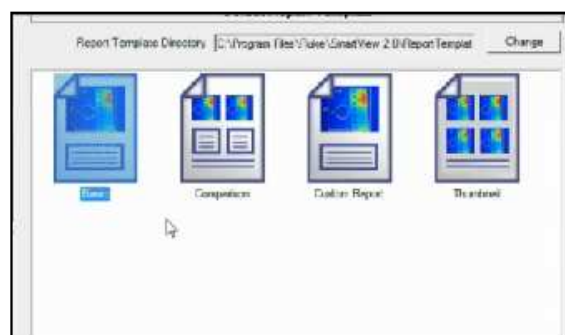 Report Template Directory C:\Program Files\Fluke\SmartView 2.0\ReportTemplat Change
Basic Comparison Custom Report Thumbnail